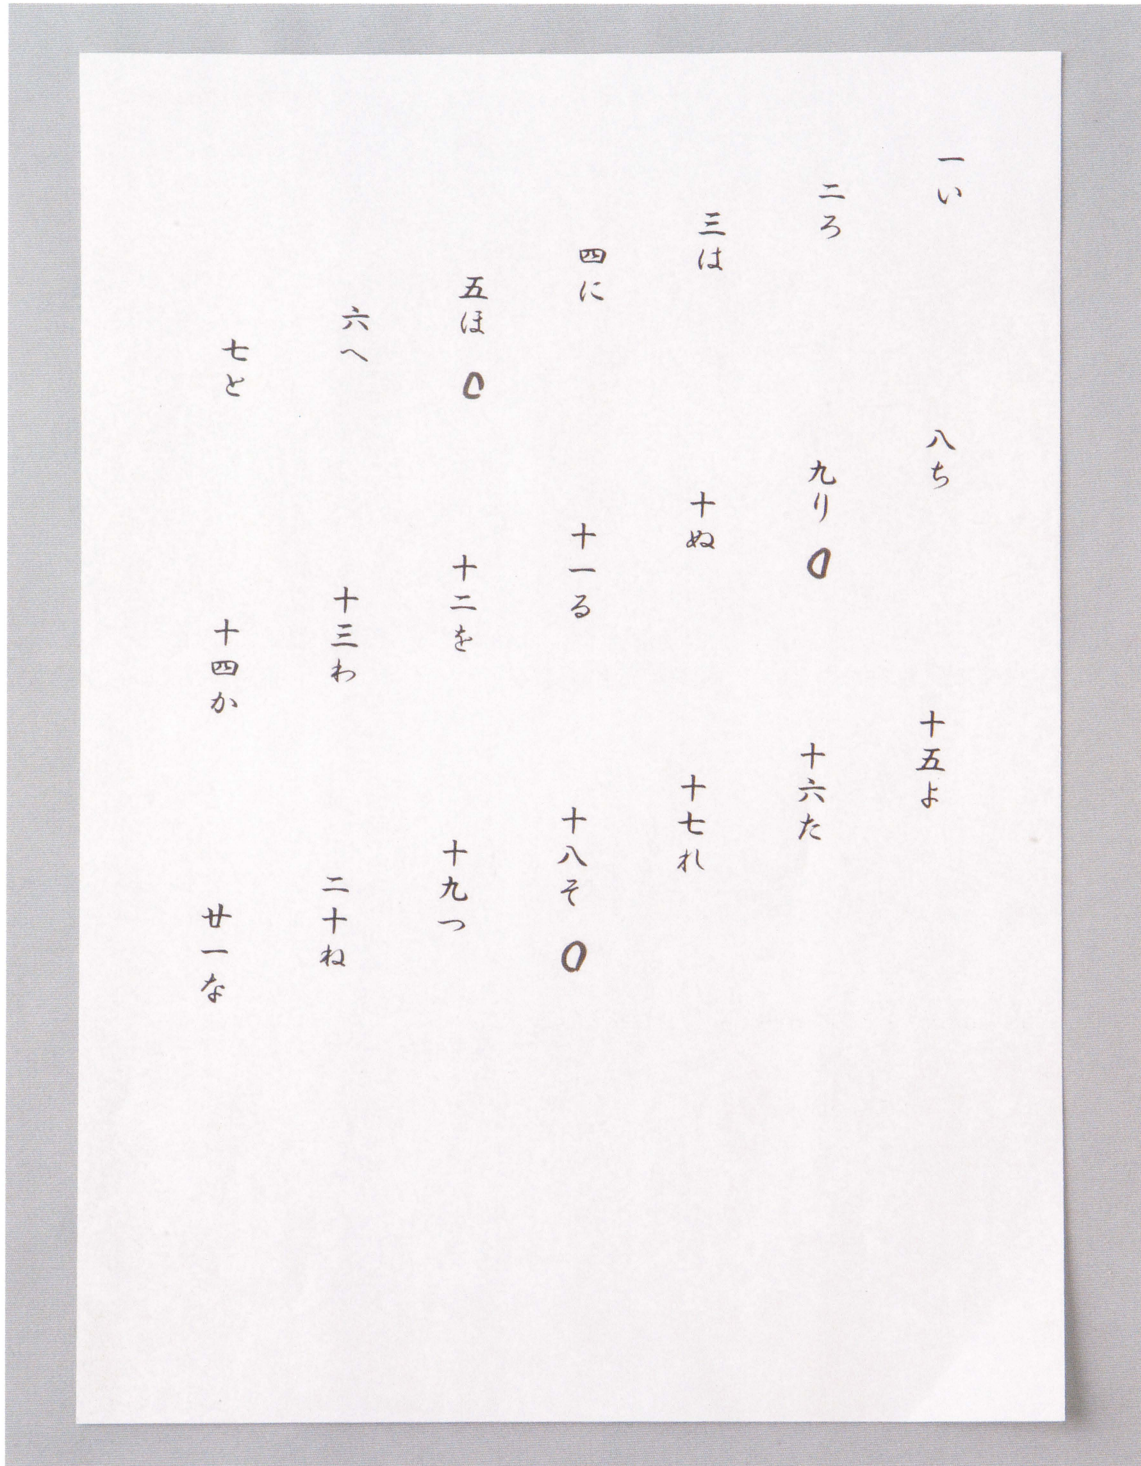 一い
二ろ
三は
四に
五ほ 〇
六へ
七と
八ち
九り 〇
十ぬ
十一る
十二を
十三わ
十四か
十五よ
十六た
十七れ
十八そ 〇
十九つ
二十ね
廿一な